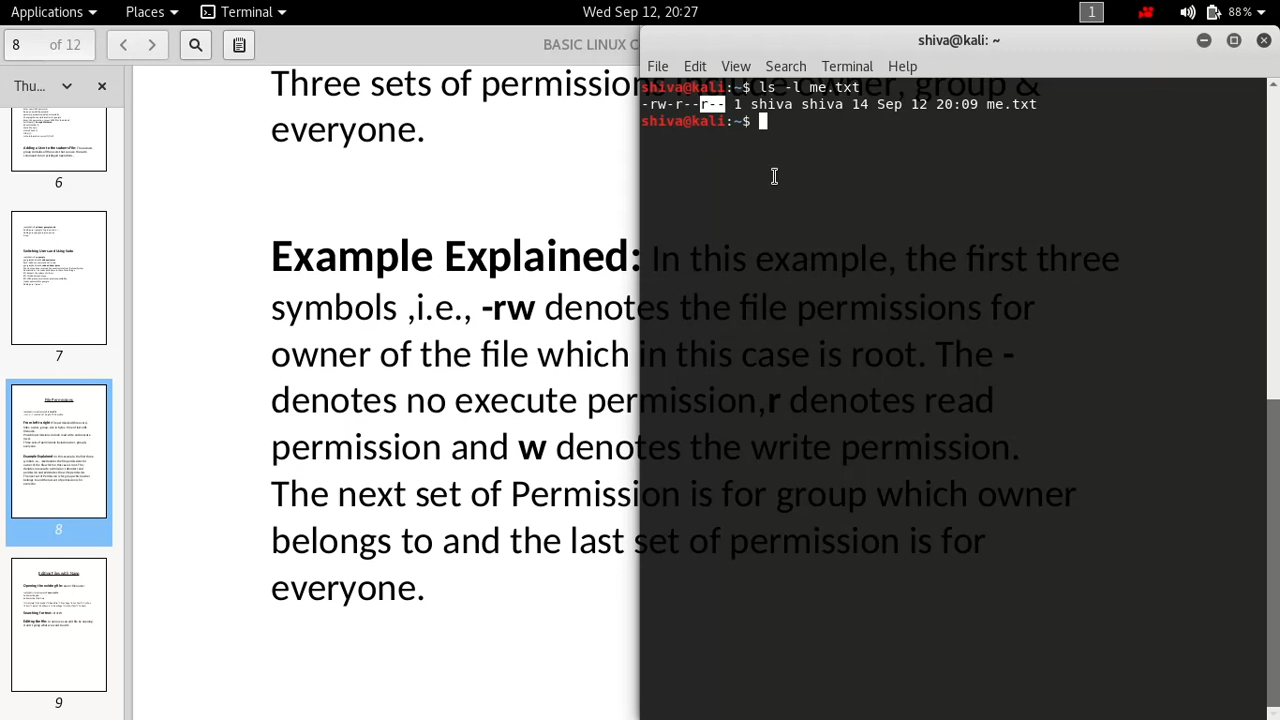 Applications Places Terminal Wed Sep 12, 20:27 1 88%
8 of 12 BASIC LINUX C
shiva@kali: ~
File Edit View Search Terminal Help
Thu...
shiva@kali:~$ ls -l me.txt
-rw-r--r-- 1 shiva shiva 14 Sep 12 20:09 me.txt
shiva@kali:~$
Three sets of permissions include owner, group &
everyone.
Example Explained: In this example, the first three
symbols ,i.e., -rw denotes the file permissions for
owner of the file which in this case is root. The -
denotes no execute permission,r denotes read
permission and w denotes the write permission.
The next set of Permission is for group which owner
belongs to and the last set of permission is for
everyone.
6
7
8
9